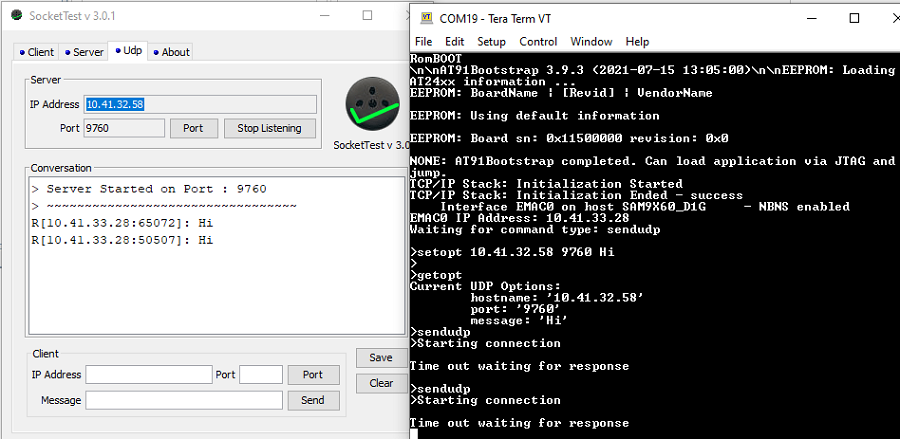 SocketTest v 3.0.1
Client
Server
Udp
About
Server
IP Address
10.41.32.58
Port
9760
Port
Stop Listening
SocketTest v 3.0
Conversation
> Server Started on Port : 9760
> ~~~~~~~~~~~~~~~~~~~~~~~~~~~~~~~~~~
R[10.41.33.28:65072]: Hi
R[10.41.33.28:50507]: Hi
Client
IP Address
Port
Port
Message
Send
Save
Clear
VT
COM19 - Tera Term VT
File Edit Setup Control Window Help
RomBOOT
\n\nAT91Bootstrap 3.9.3 (2021-07-15 13:05:00)\n\nEEPROM: Loading
AT24xx information ...
EEPROM: BoardName | [Revid] | VendorName
EEPROM: Using default information
EEPROM: Board sn: 0x11500000 revision: 0x0
NONE: AT91Bootstrap completed. Can load application via JTAG and
jump.
TCP/IP Stack: Initialization Started
TCP/IP Stack: Initialization Ended - success
Interface EMAC0 on host SAM9X60_D1G - NBNS enabled
EMAC0 IP Address: 10.41.33.28
Waiting for command type: sendudp
>setopt 10.41.32.58 9760 Hi
>
>getopt
Current UDP Options:
hostname: '10.41.32.58'
port: '9760'
message: 'Hi'
>sendudp
>Starting connection
Time out waiting for response
>sendudp
>Starting connection
Time out waiting for response